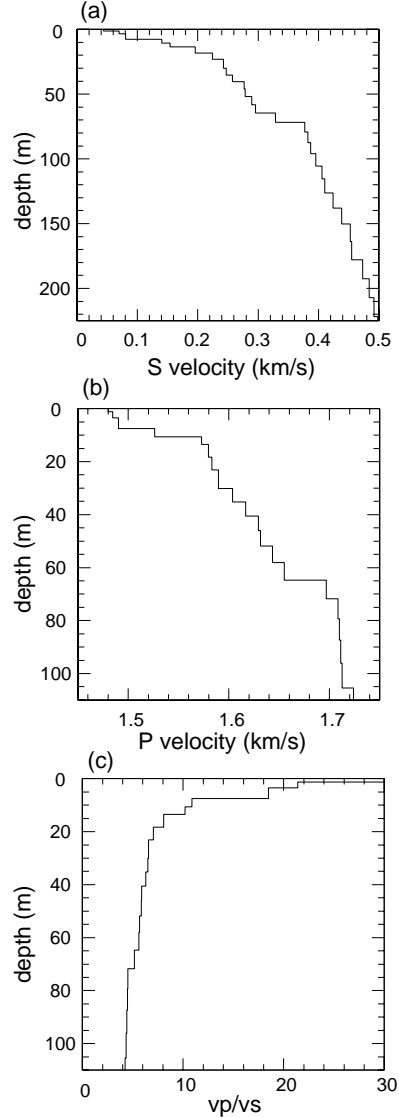 (a)
0
50
100
150
200
depth (m)
0 0.1 0.2 0.3 0.4 0.5
S velocity (km/s)
(b)
0
20
40
60
80
100
depth (m)
1.5 1.6 1.7
P velocity (km/s)
(c)
0
20
40
60
80
100
depth (m)
0 10 20 30
vp/vs